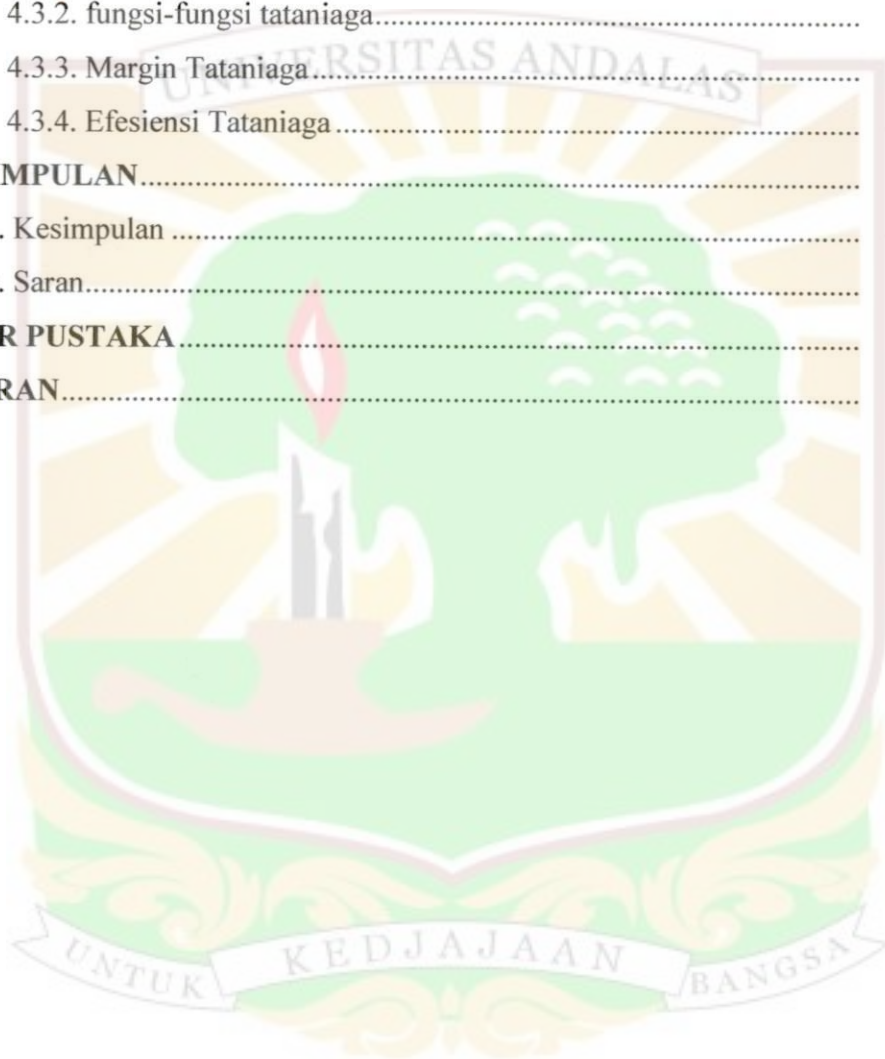 4.3.2. fungsi-fungsi tataniaga....................................................................
UNIVERSITAS ANDALAS
4.3.3. Margin Tataniaga............................................................................
4.3.4. Efesiensi Tataniaga.........................................................................
MPULAN..................................................................................................
. Kesimpulan ............................................................................................
. Saran........................................................................................................
R PUSTAKA.............................................................................................
RAN..........................................................................................................
UNTUK KEDJAJAAN BANGSA